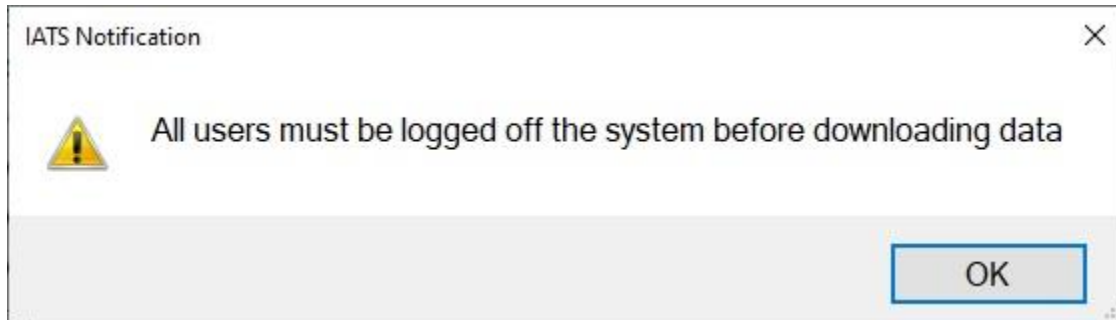 IATS Notification
All users must be logged off the system before downloading data
OK